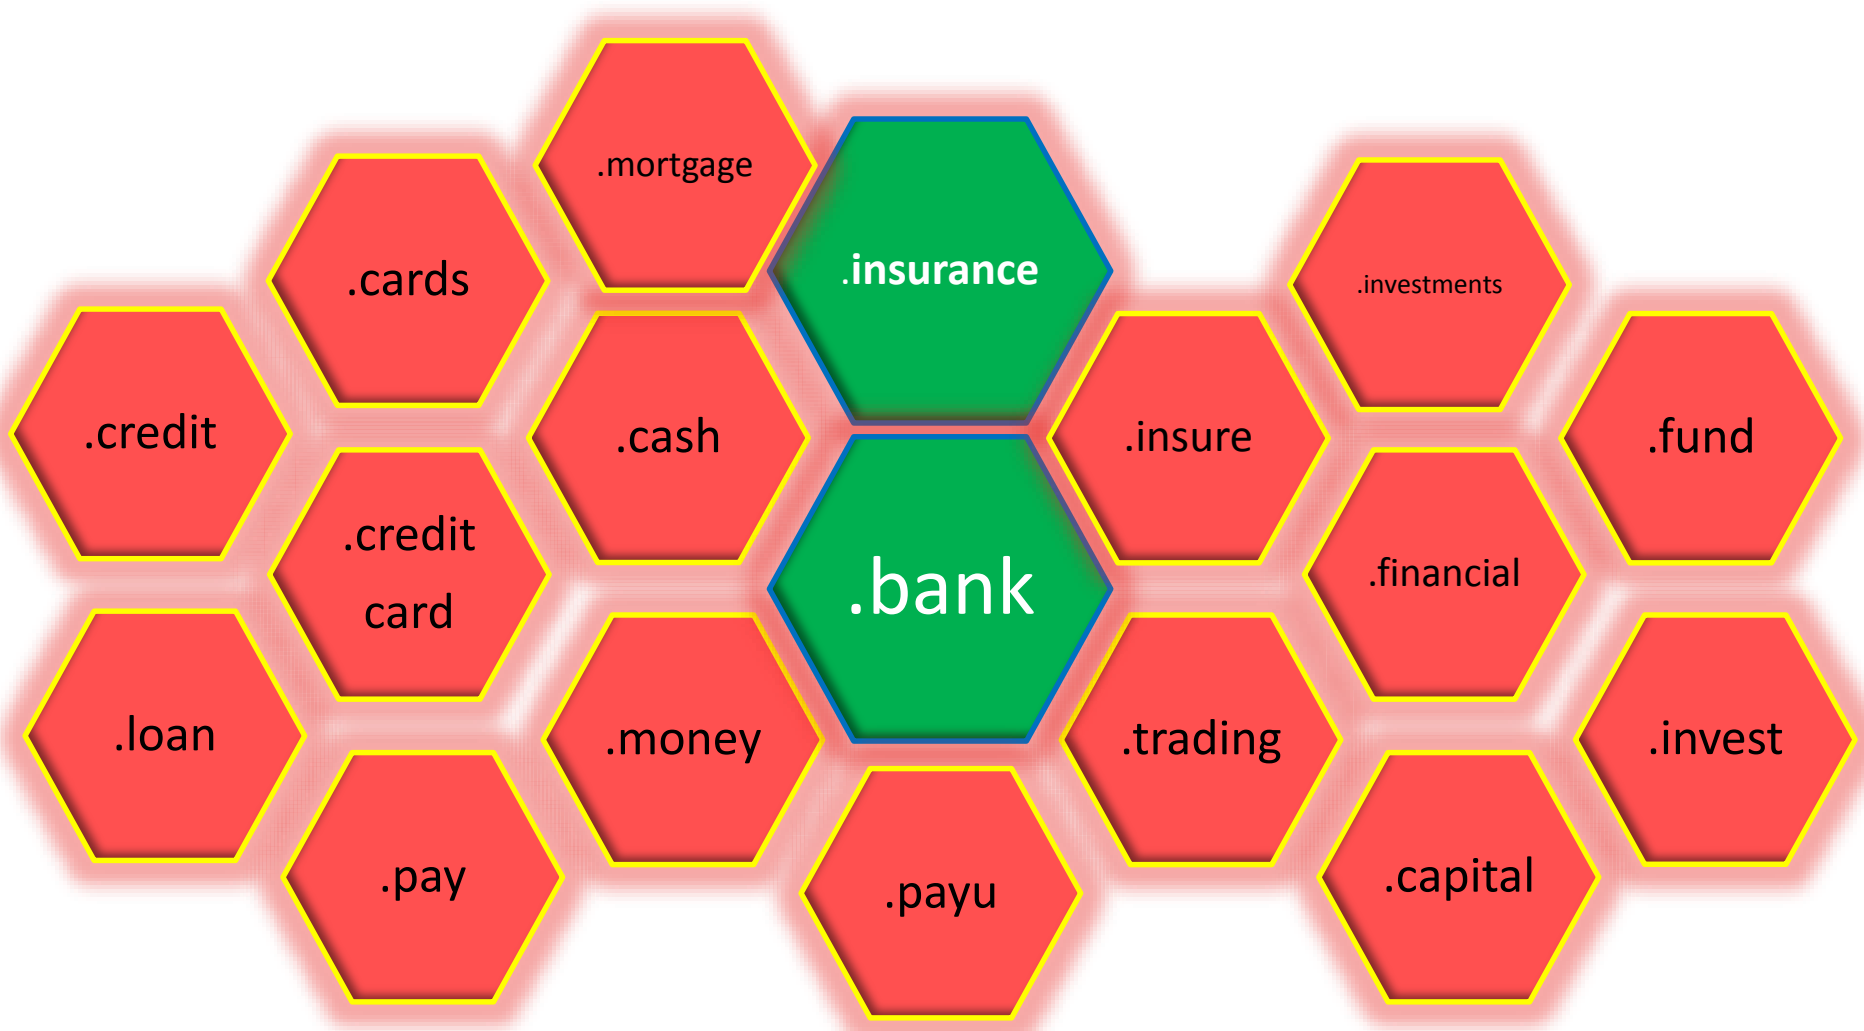 .mortgage
.insurance
.cards
.investments
.credit
.cash
.insure
.fund
.credit
card
.bank
.financial
.loan
.money
.trading
.invest
.pay
.payu
.capital